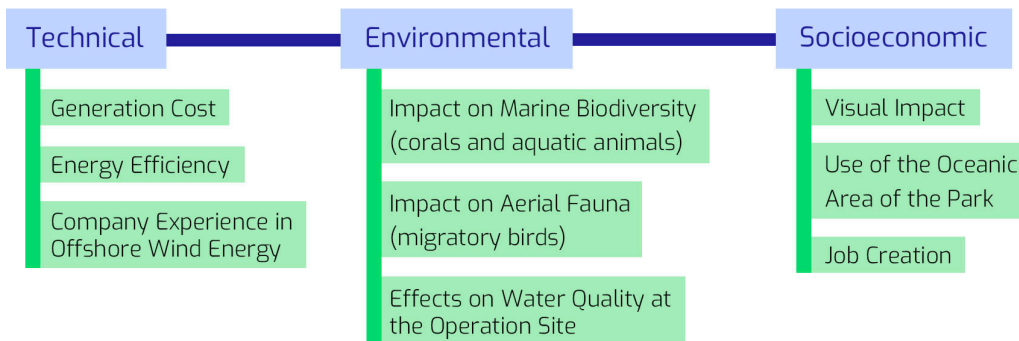 Technical
Generation Cost
Energy Efficiency
Company Experience in
Offshore Wind Energy
Environmental
Impact on Marine Biodiversity
(corals and aquatic animals)
Impact on Aerial Fauna
(migratory birds)
Effects on Water Quality at
the Operation Site
Socioeconomic
Visual Impact
Use of the Oceanic
Area of the Park
Job Creation